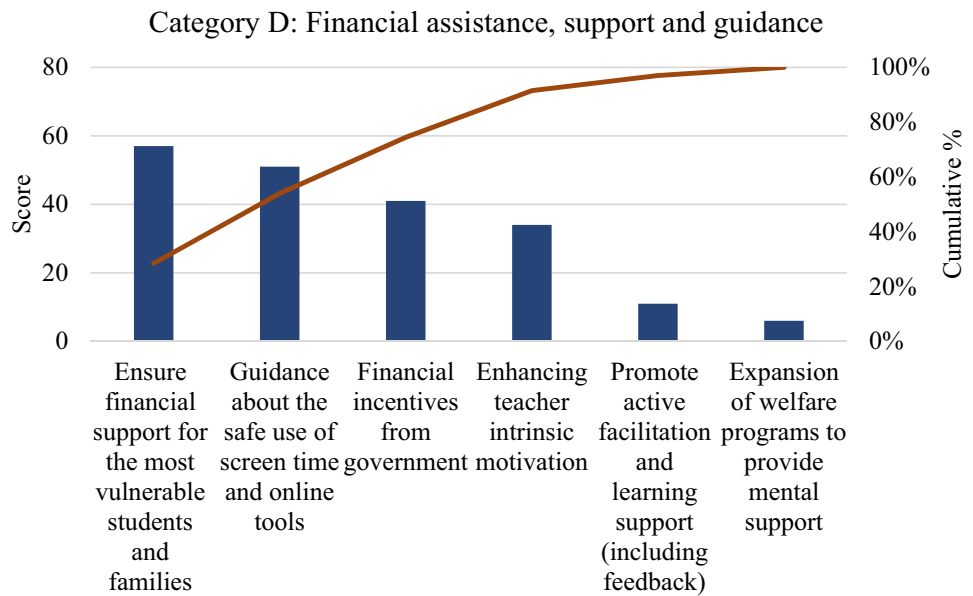 Category D: Financial assistance, support and guidance
80
60
40
20
0
Score
100%
80%
60%
40%
20%
0%
Cumulative %
Ensure
financial
support for
the most
vulnerable
students
and
families
Guidance
about the
safe use of
screen time
and online
tools
Financial
incentives
from
government
Enhancing
teacher
intrinsic
motivation
Promote
active
facilitation
and
learning
support
(including
feedback)
Expansion
of welfare
programs to
provide
mental
support